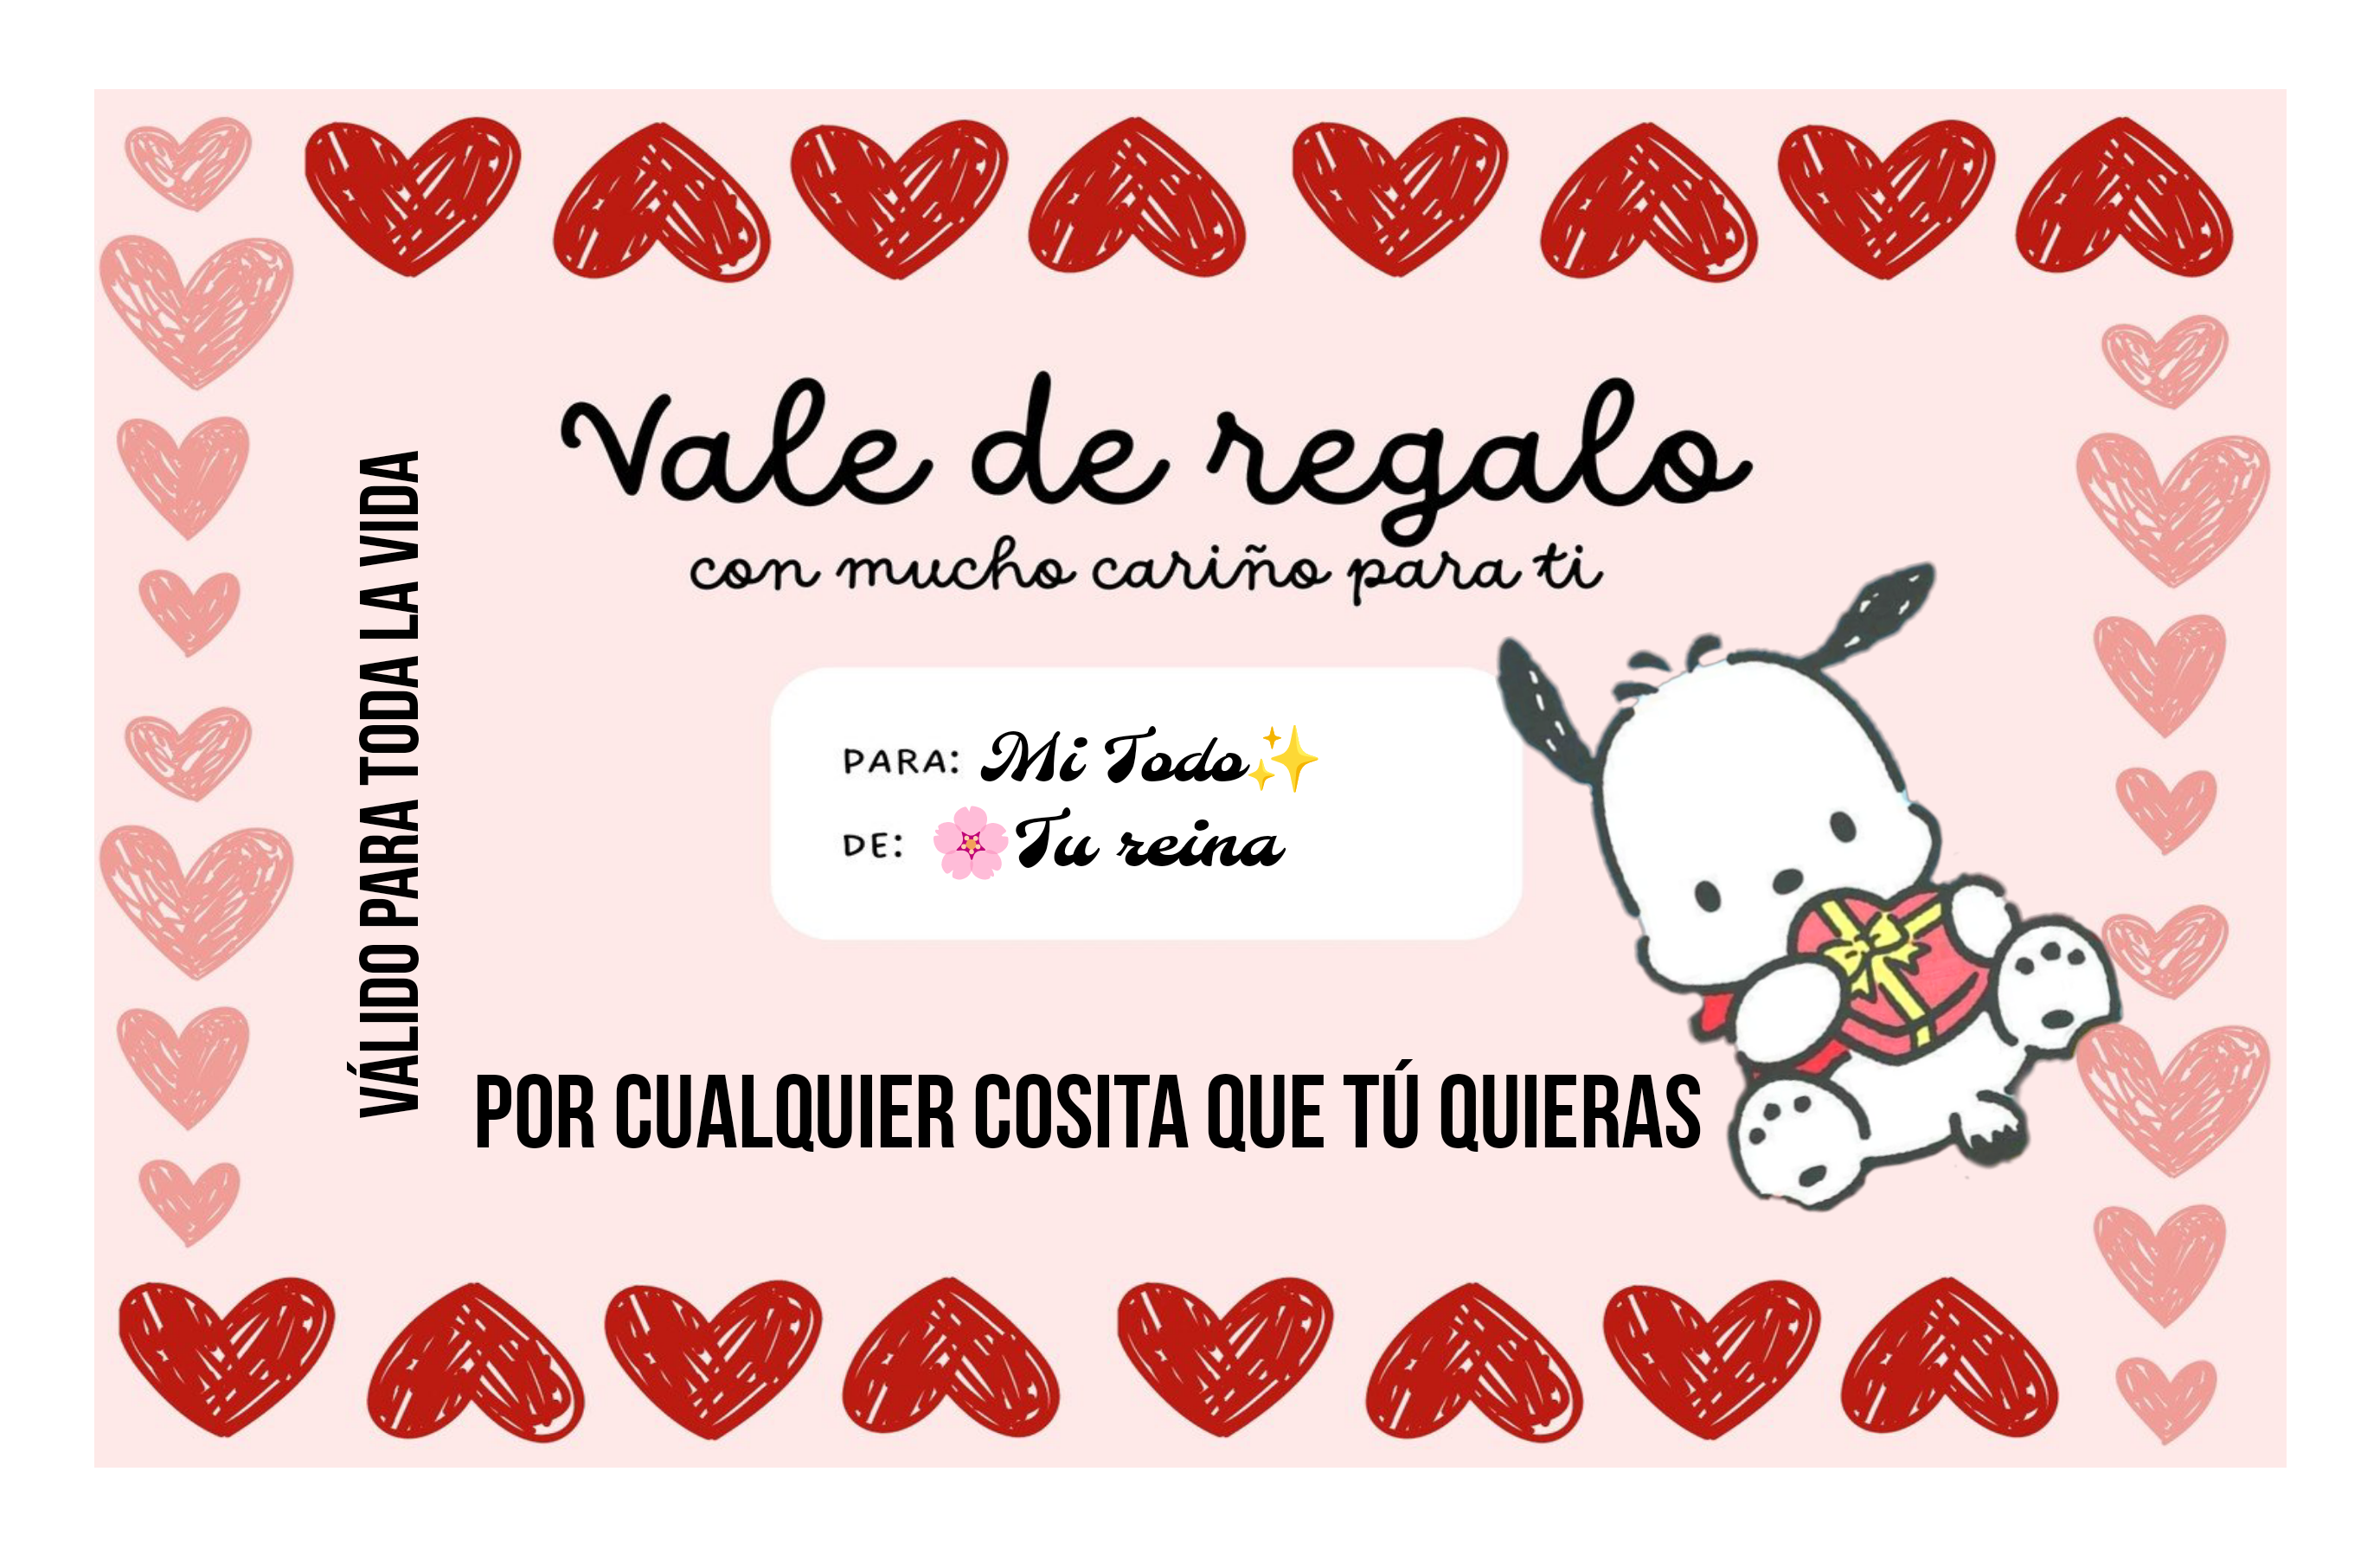 Vale de regalo
con mucho cariño para ti
VÁLIDO PARA TODA LA VIDA
PARA: Mi Todo✨
DE: 🌸Tu reina
POR CUALQUIER COSITA QUE TÚ QUIERAS